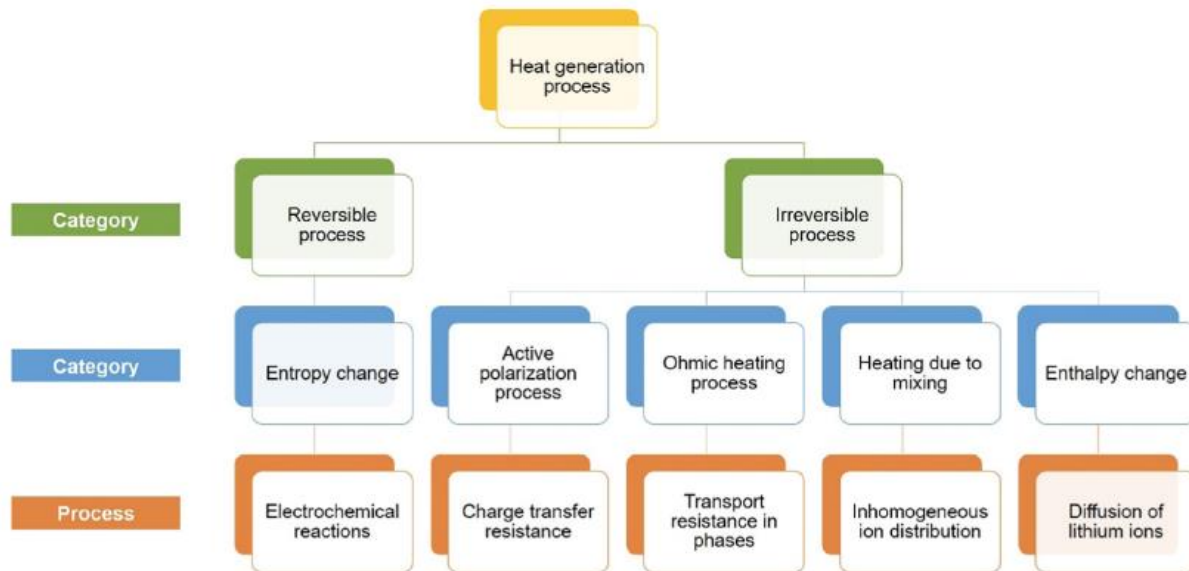 Heat generation
process
Category
Reversible
process
Irreversible
process
Category
Entropy change
Active
polarization
process
Ohmic heating
process
Heating due to
mixing
Enthalpy change
Process
Electrochemical
reactions
Charge transfer
resistance
Transport
resistance in
phases
Inhomogeneous
ion distribution
Diffusion of
lithium ions